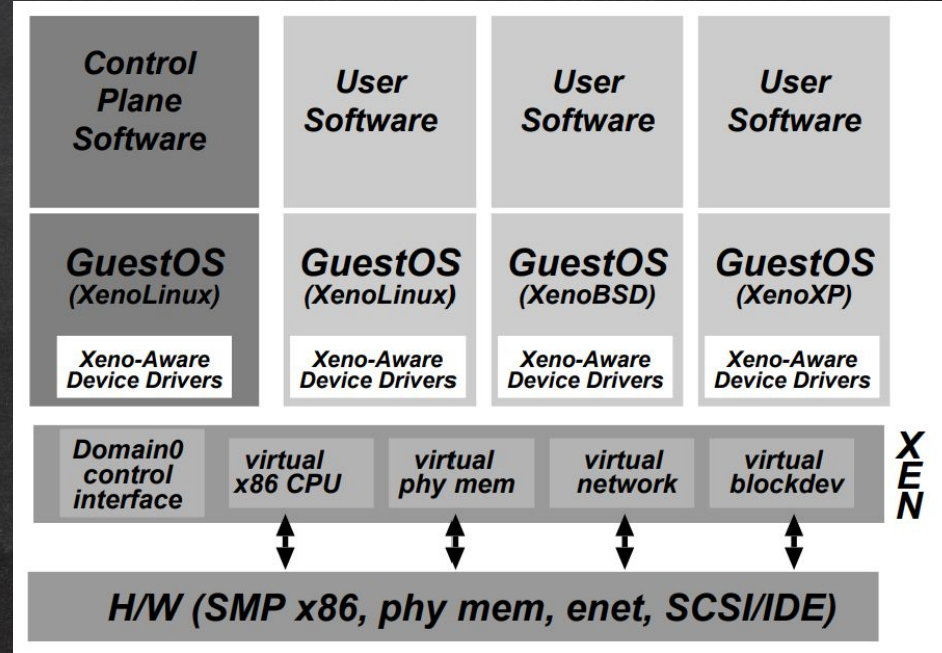 Control
Plane
Software
User
Software
User
Software
User
Software
GuestOS
(XenoLinux)
Xeno-Aware
Device Drivers
GuestOS
(XenoLinux)
Xeno-Aware
Device Drivers
GuestOS
(XenoBSD)
Xeno-Aware
Device Drivers
GuestOS
(XenoXP)
Xeno-Aware
Device Drivers
Domain0
control
interface
virtual
x86 CPU
virtual
phy mem
virtual
network
virtual
blockdev
XEN
H/W (SMP x86, phy mem, enet, SCSI/IDE)